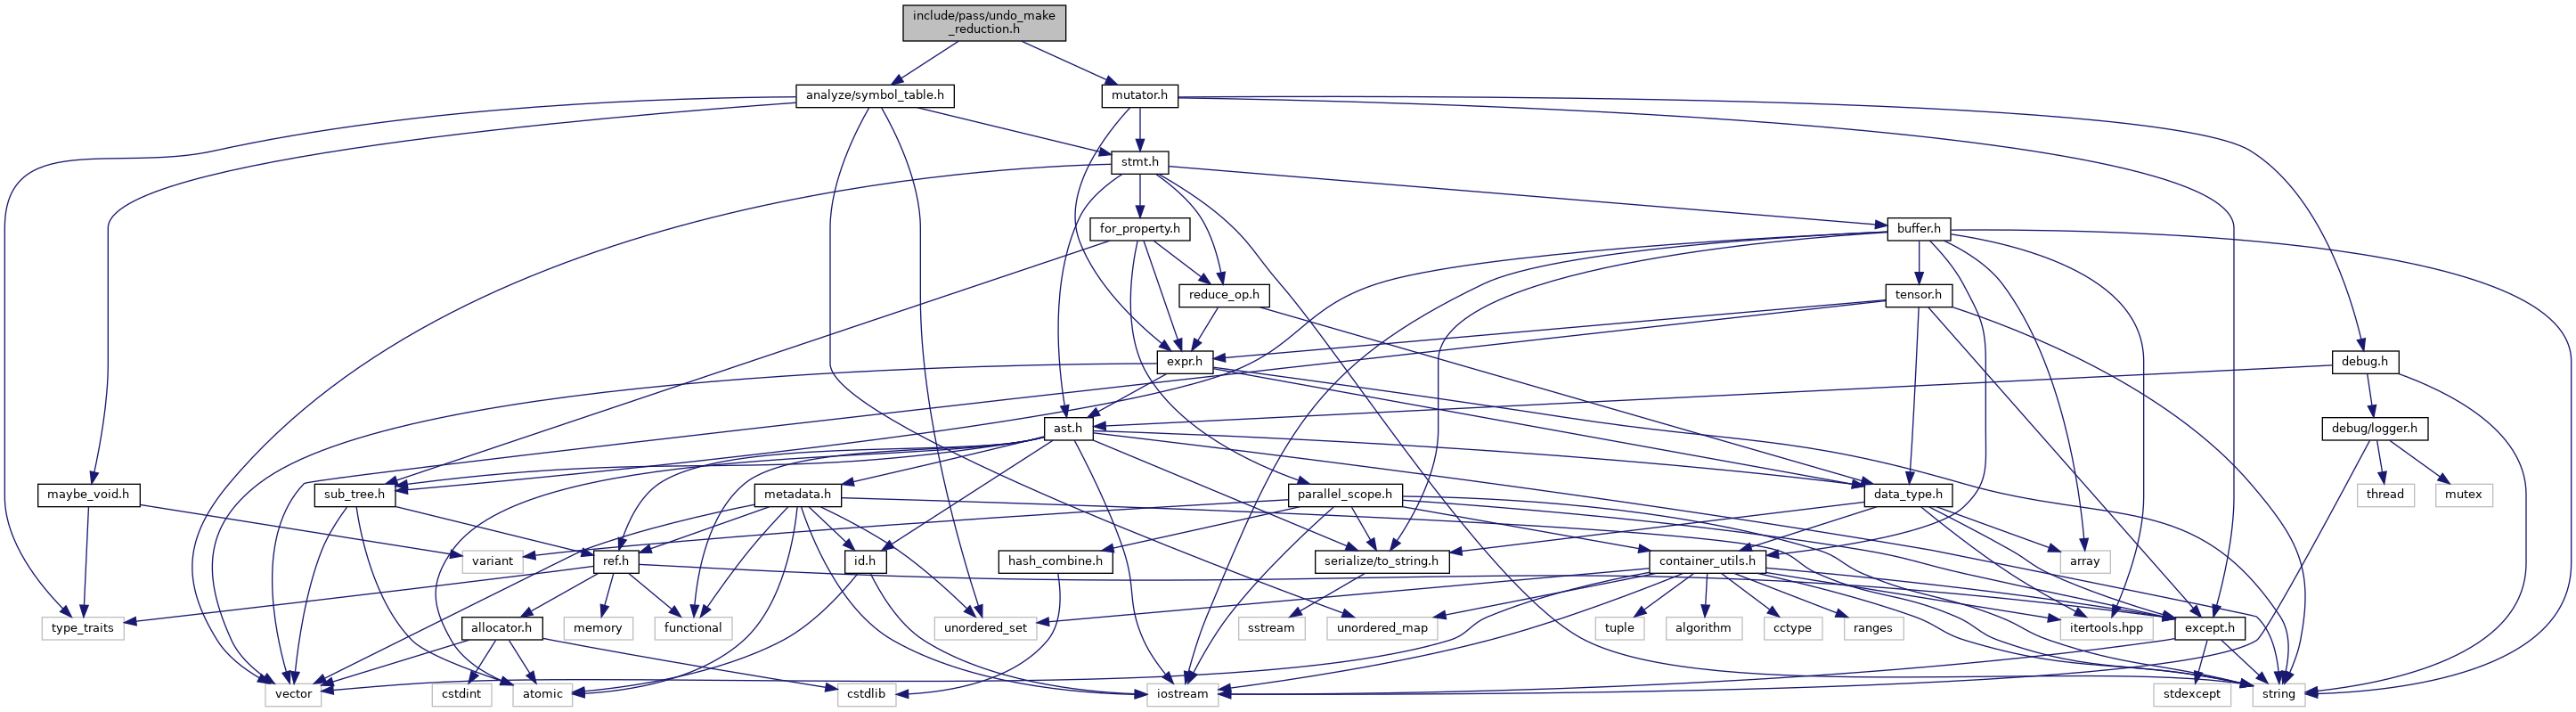 include/pass/undo_make
_reduction.h
analyze/symbol_table.h
mutator.h
stmt.h
for_property.h
buffer.h
reduce_op.h
tensor.h
expr.h
debug.h
ast.h
debug/logger.h
maybe_void.h
sub_tree.h
metadata.h
parallel_scope.h
data_type.h
thread
mutex
variant
ref.h
id.h
hash_combine.h
serialize/to_string.h
container_utils.h
array
type_traits
allocator.h
memory
functional
unordered_set
sstream
unordered_map
tuple
algorithm
cctype
ranges
itertools.hpp
except.h
vector
cstdint
atomic
cstdlib
iostream
stdexcept
string